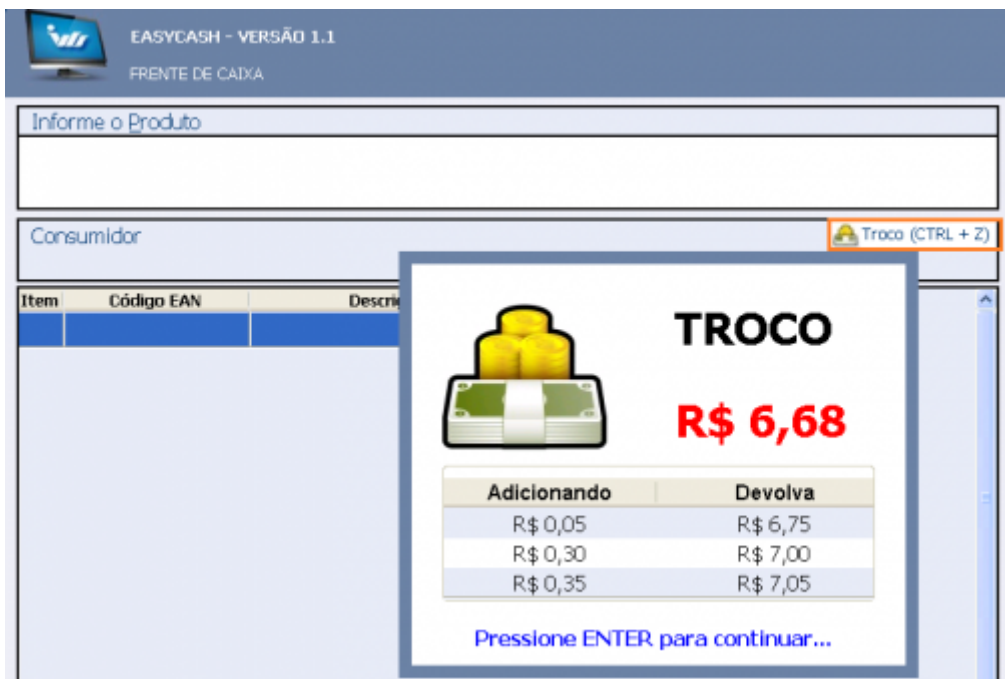 EASYCASH - VERSÃO 1.1
FRENTE DE CAIXA
Informe o Produto
Consumidor
Troco (CTRL + Z)
Item Código EAN
TROCO
R$ 6,68
Adicionando Devolva
R$ 0,05 R$ 6,75
R$ 0,30 R$ 7,00
R$ 0,35 R$ 7,05
Pressione ENTER para continuar...